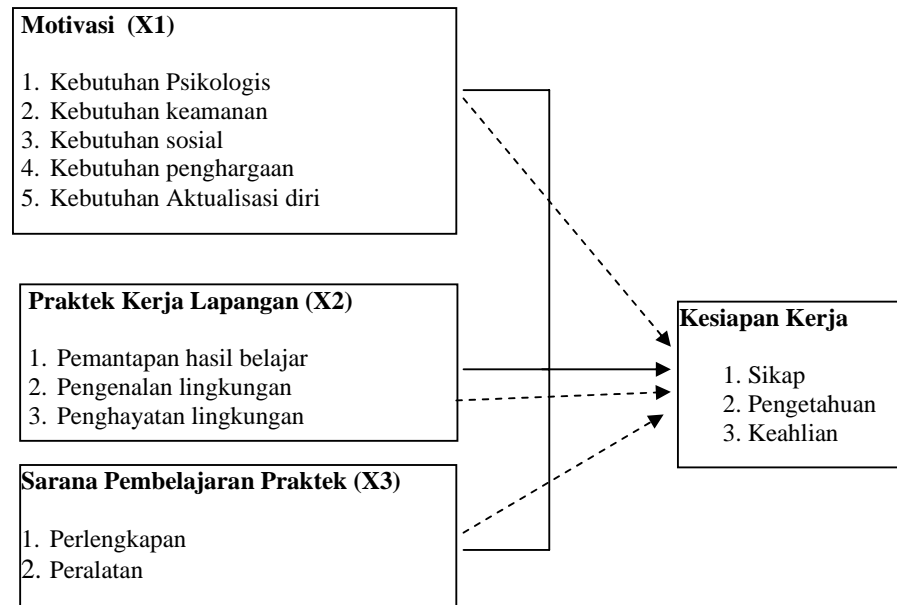 Motivasi (X1)
1. Kebutuhan Psikologis
2. Kebutuhan keamanan
3. Kebutuhan sosial
4. Kebutuhan penghargaan
5. Kebutuhan Aktualisasi diri
Praktek Kerja Lapangan (X2)
1. Pemantapan hasil belajar
2. Pengenalan lingkungan
3. Penghayatan lingkungan
Sarana Pembelajaran Praktek (X3)
1. Perlengkapan
2. Peralatan
Kesiapan Kerja
1. Sikap
2. Pengetahuan
3. Keahlian